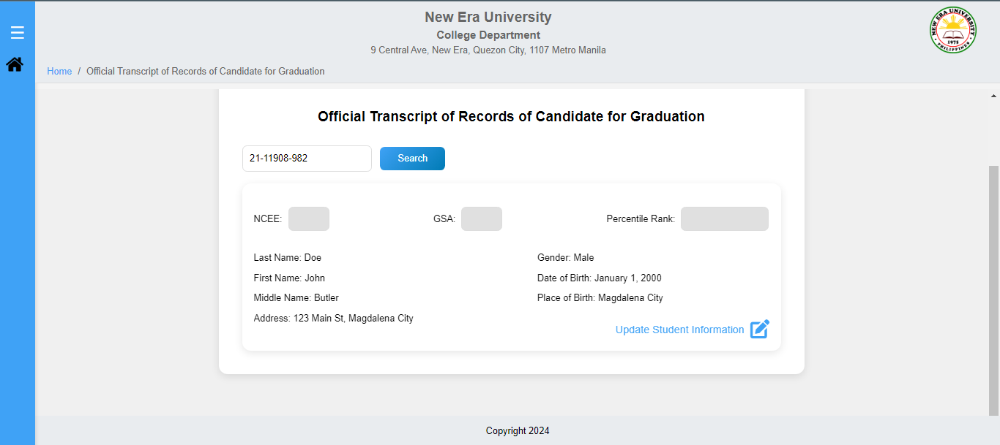 New Era University
College Department
9 Central Ave, New Era, Quezon City, 1107 Metro Manila
NEW ERA UNIVERSITY
1975
PHILIPPINES
Home / Official Transcript of Records of Candidate for Graduation
Official Transcript of Records of Candidate for Graduation
21-11908-982 Search
NCEE: GSA: Percentile Rank:
Last Name: Doe Gender: Male
First Name: John Date of Birth: January 1, 2000
Middle Name: Butler Place of Birth: Magdalena City
Address: 123 Main St, Magdalena City
Update Student Information
Copyright 2024